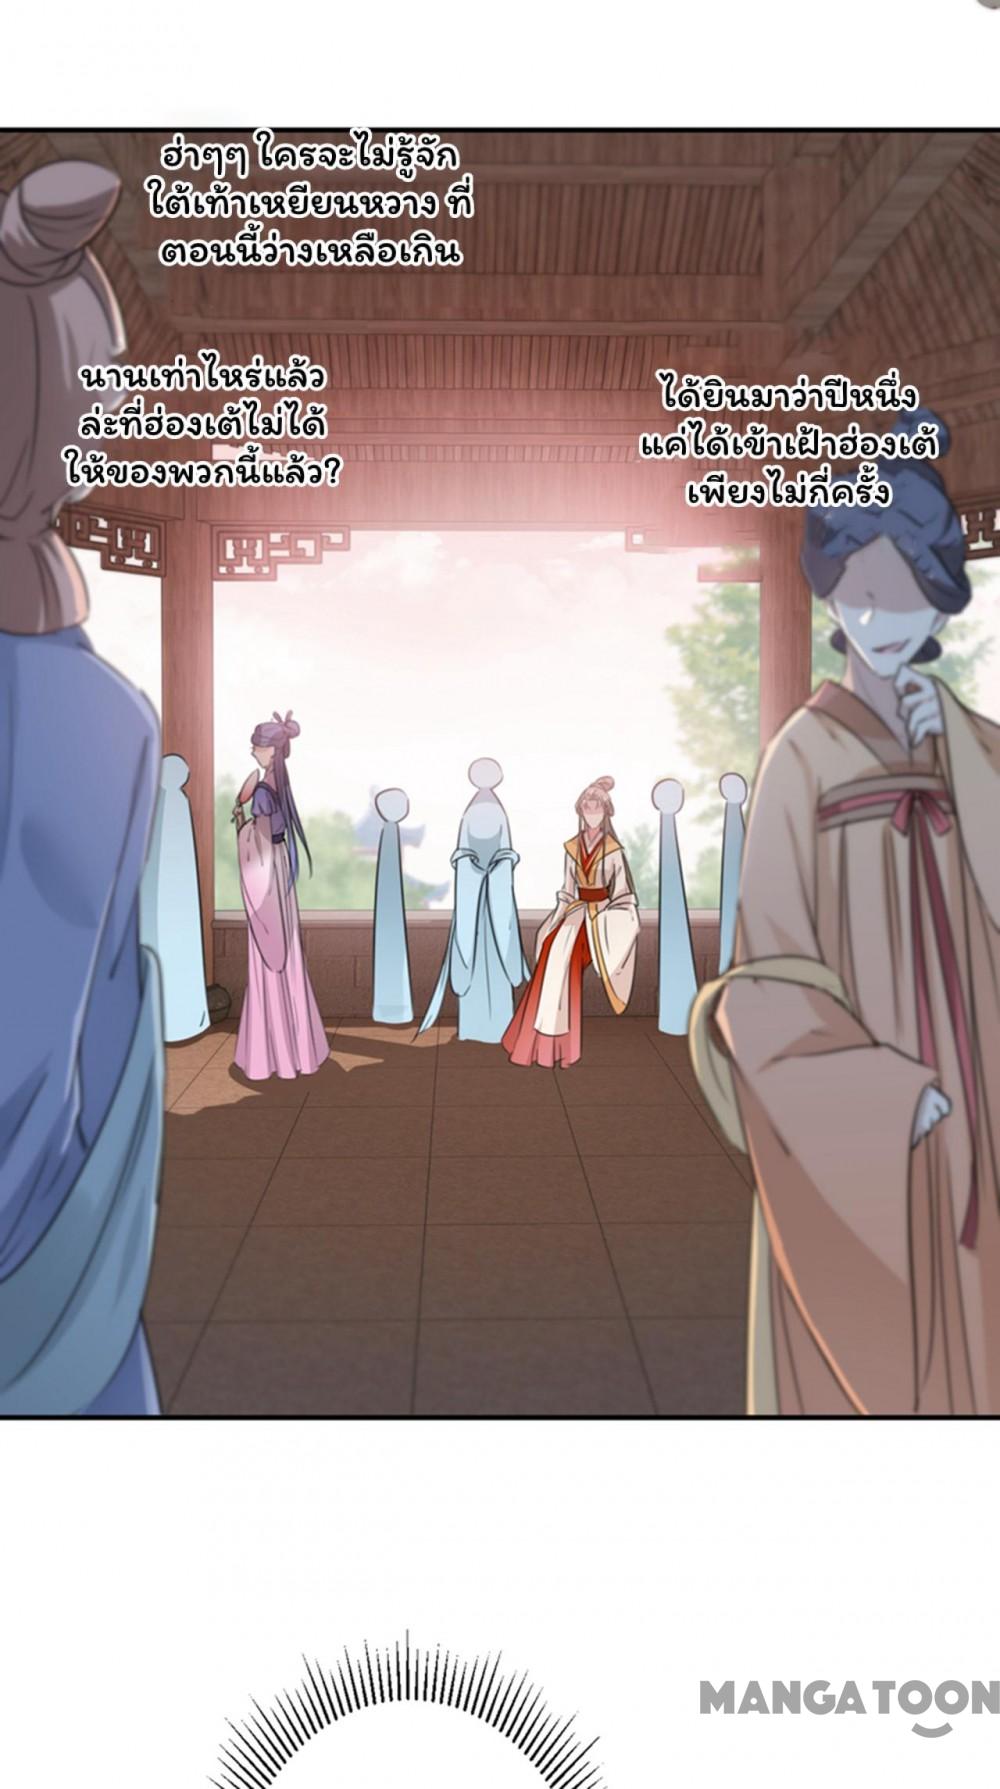 ฮ่าๆๆ ใครจะไม่รู้จัก
ใต้เท้าเหยียนหวาง ที่
ตอนนี้ว่างเหลือเกิน
นานเท่าไหร่แล้ว
ล่ะที่ฮ่องเต้ไม่ได้
ให้ของพวกนี้แล้ว?
ได้ยินมาว่าปีหนึ่ง
แค่ได้เข้าเฝ้าฮ่องเต้
เพียงไม่กี่ครั้ง
MANGATOON